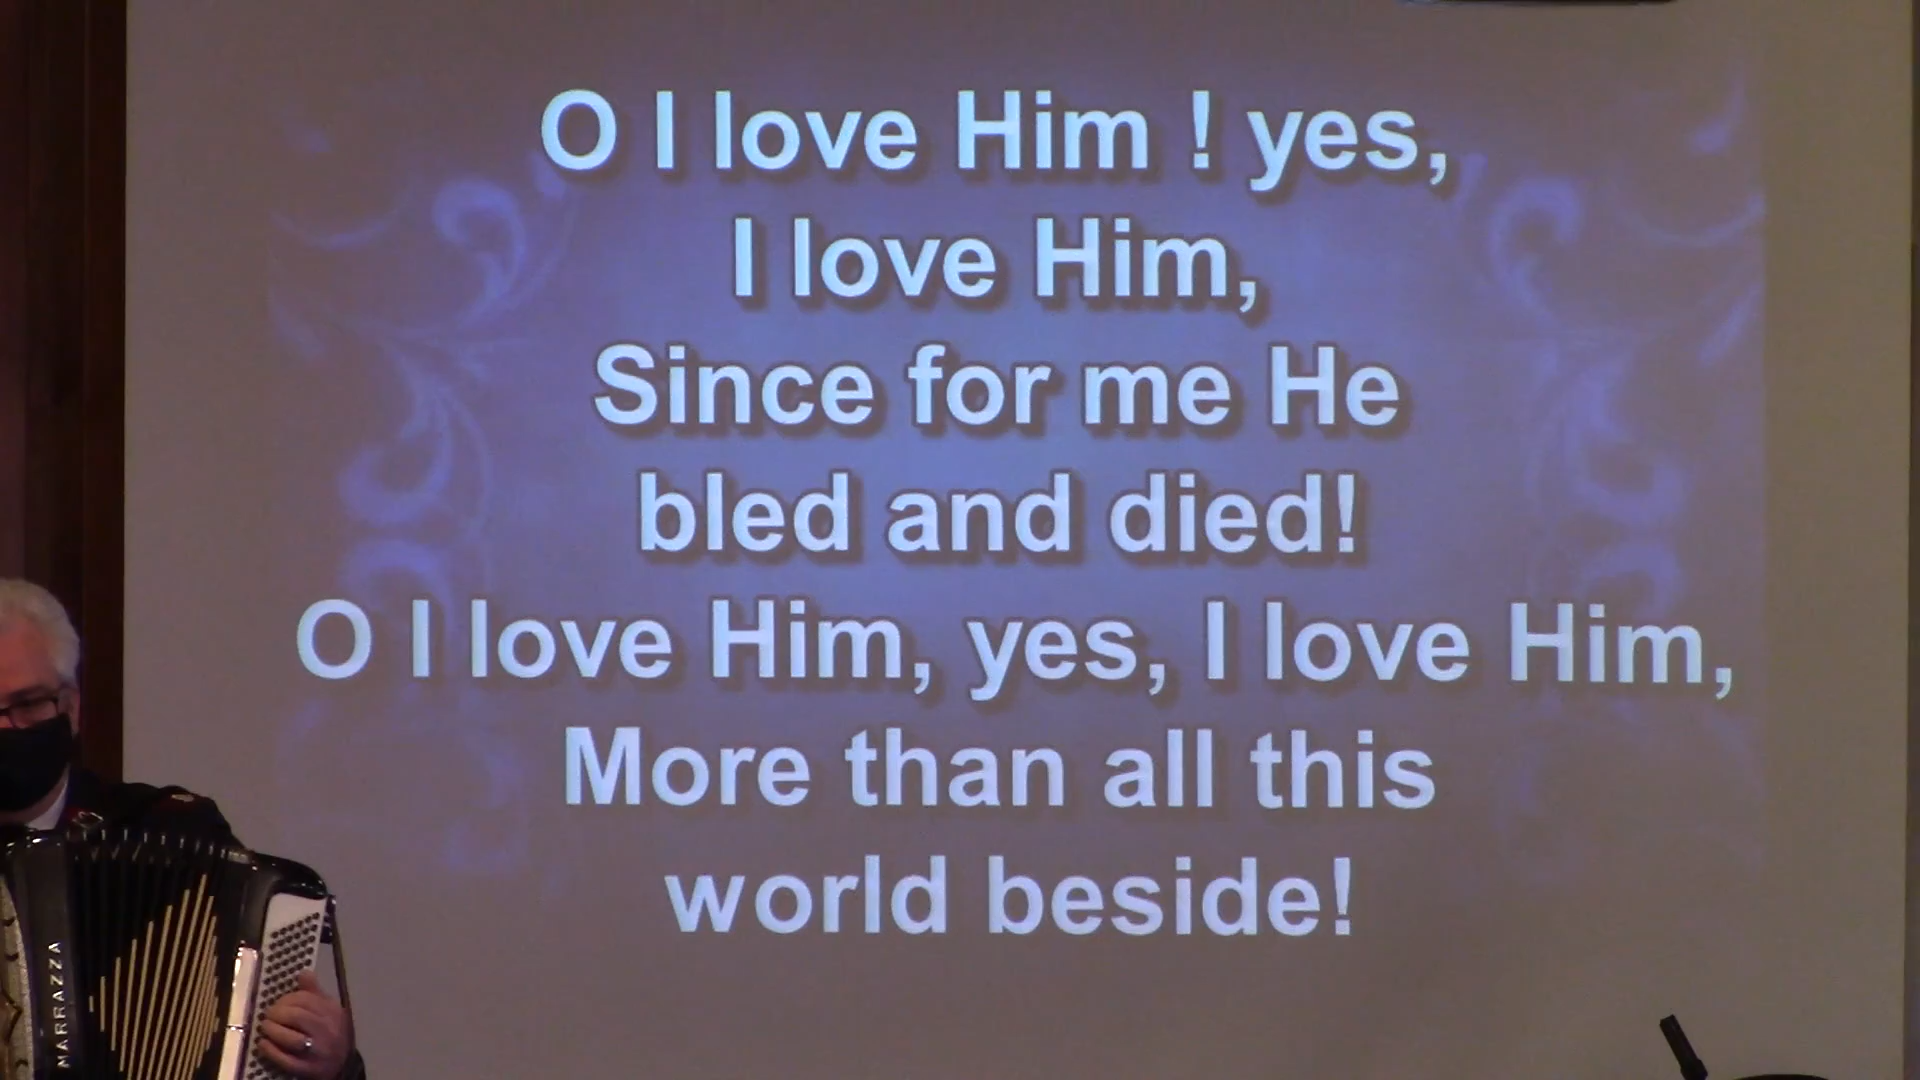 O I love Him ! yes,
I love Him,
Since for me He
bled and died!
O I love Him, yes, I love Him,
More than all this
world beside!
MARRAZZA